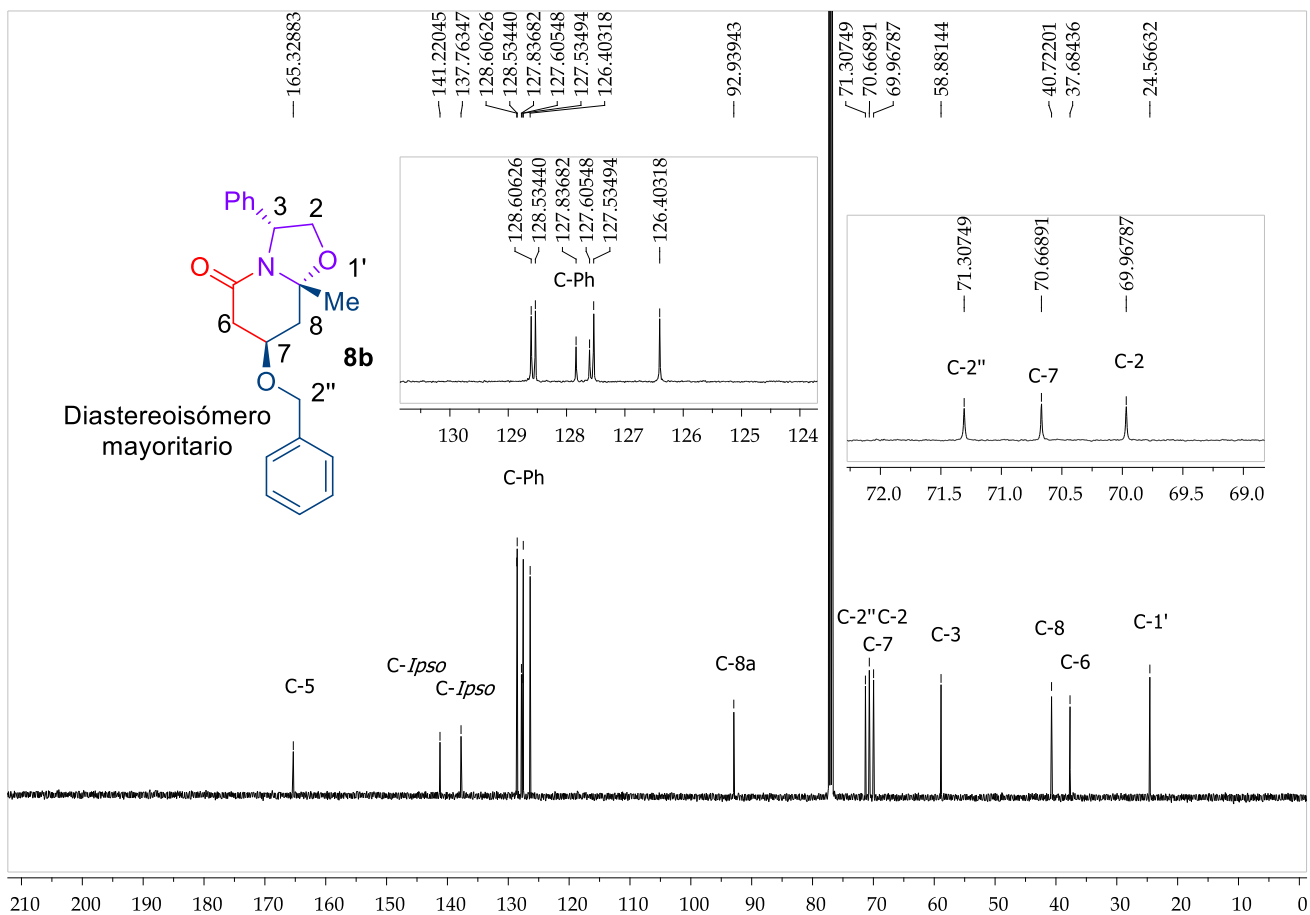 165.32883
141.22045
137.76347
128.60626
128.53440
127.83682
127.60548
127.53494
126.40318
92.93943
71.30749
70.66891
69.96787
58.88144
40.72201
37.68436
24.56632
Ph
3
2
O
N
O
1'
Me
6
8
7
8b
O
2''
Diastereoisómero
mayoritario
128.60626
128.53440
127.83682
127.60548
127.53494
126.40318
C-Ph
130 129 128 127 126 125 124
C-Ph
71.30749
70.66891
69.96787
C-2''
C-7
C-2
72.0 71.5 71.0 70.5 70.0 69.5 69.0
C-5
C-Ipso
C-Ipso
C-8a
C-2'' C-2
C-7
C-3
C-8
C-6
C-1'
210 200 190 180 170 160 150 140 130 120 110 100 90 80 70 60 50 40 30 20 10 0